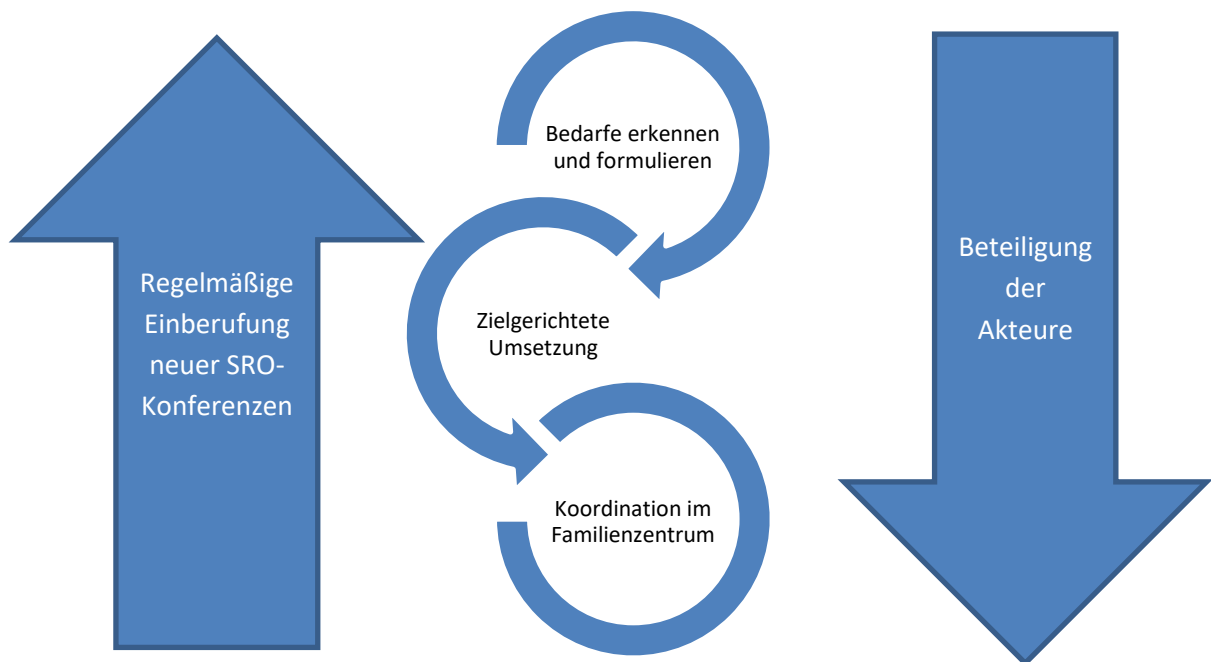 Regelmäßige
Einberufung
neuer SRO-
Konferenzen
Bedarfe erkennen
und formulieren
Zielgerichtete
Umsetzung
Koordination im
Familienzentrum
Beteiligung
der
Akteure